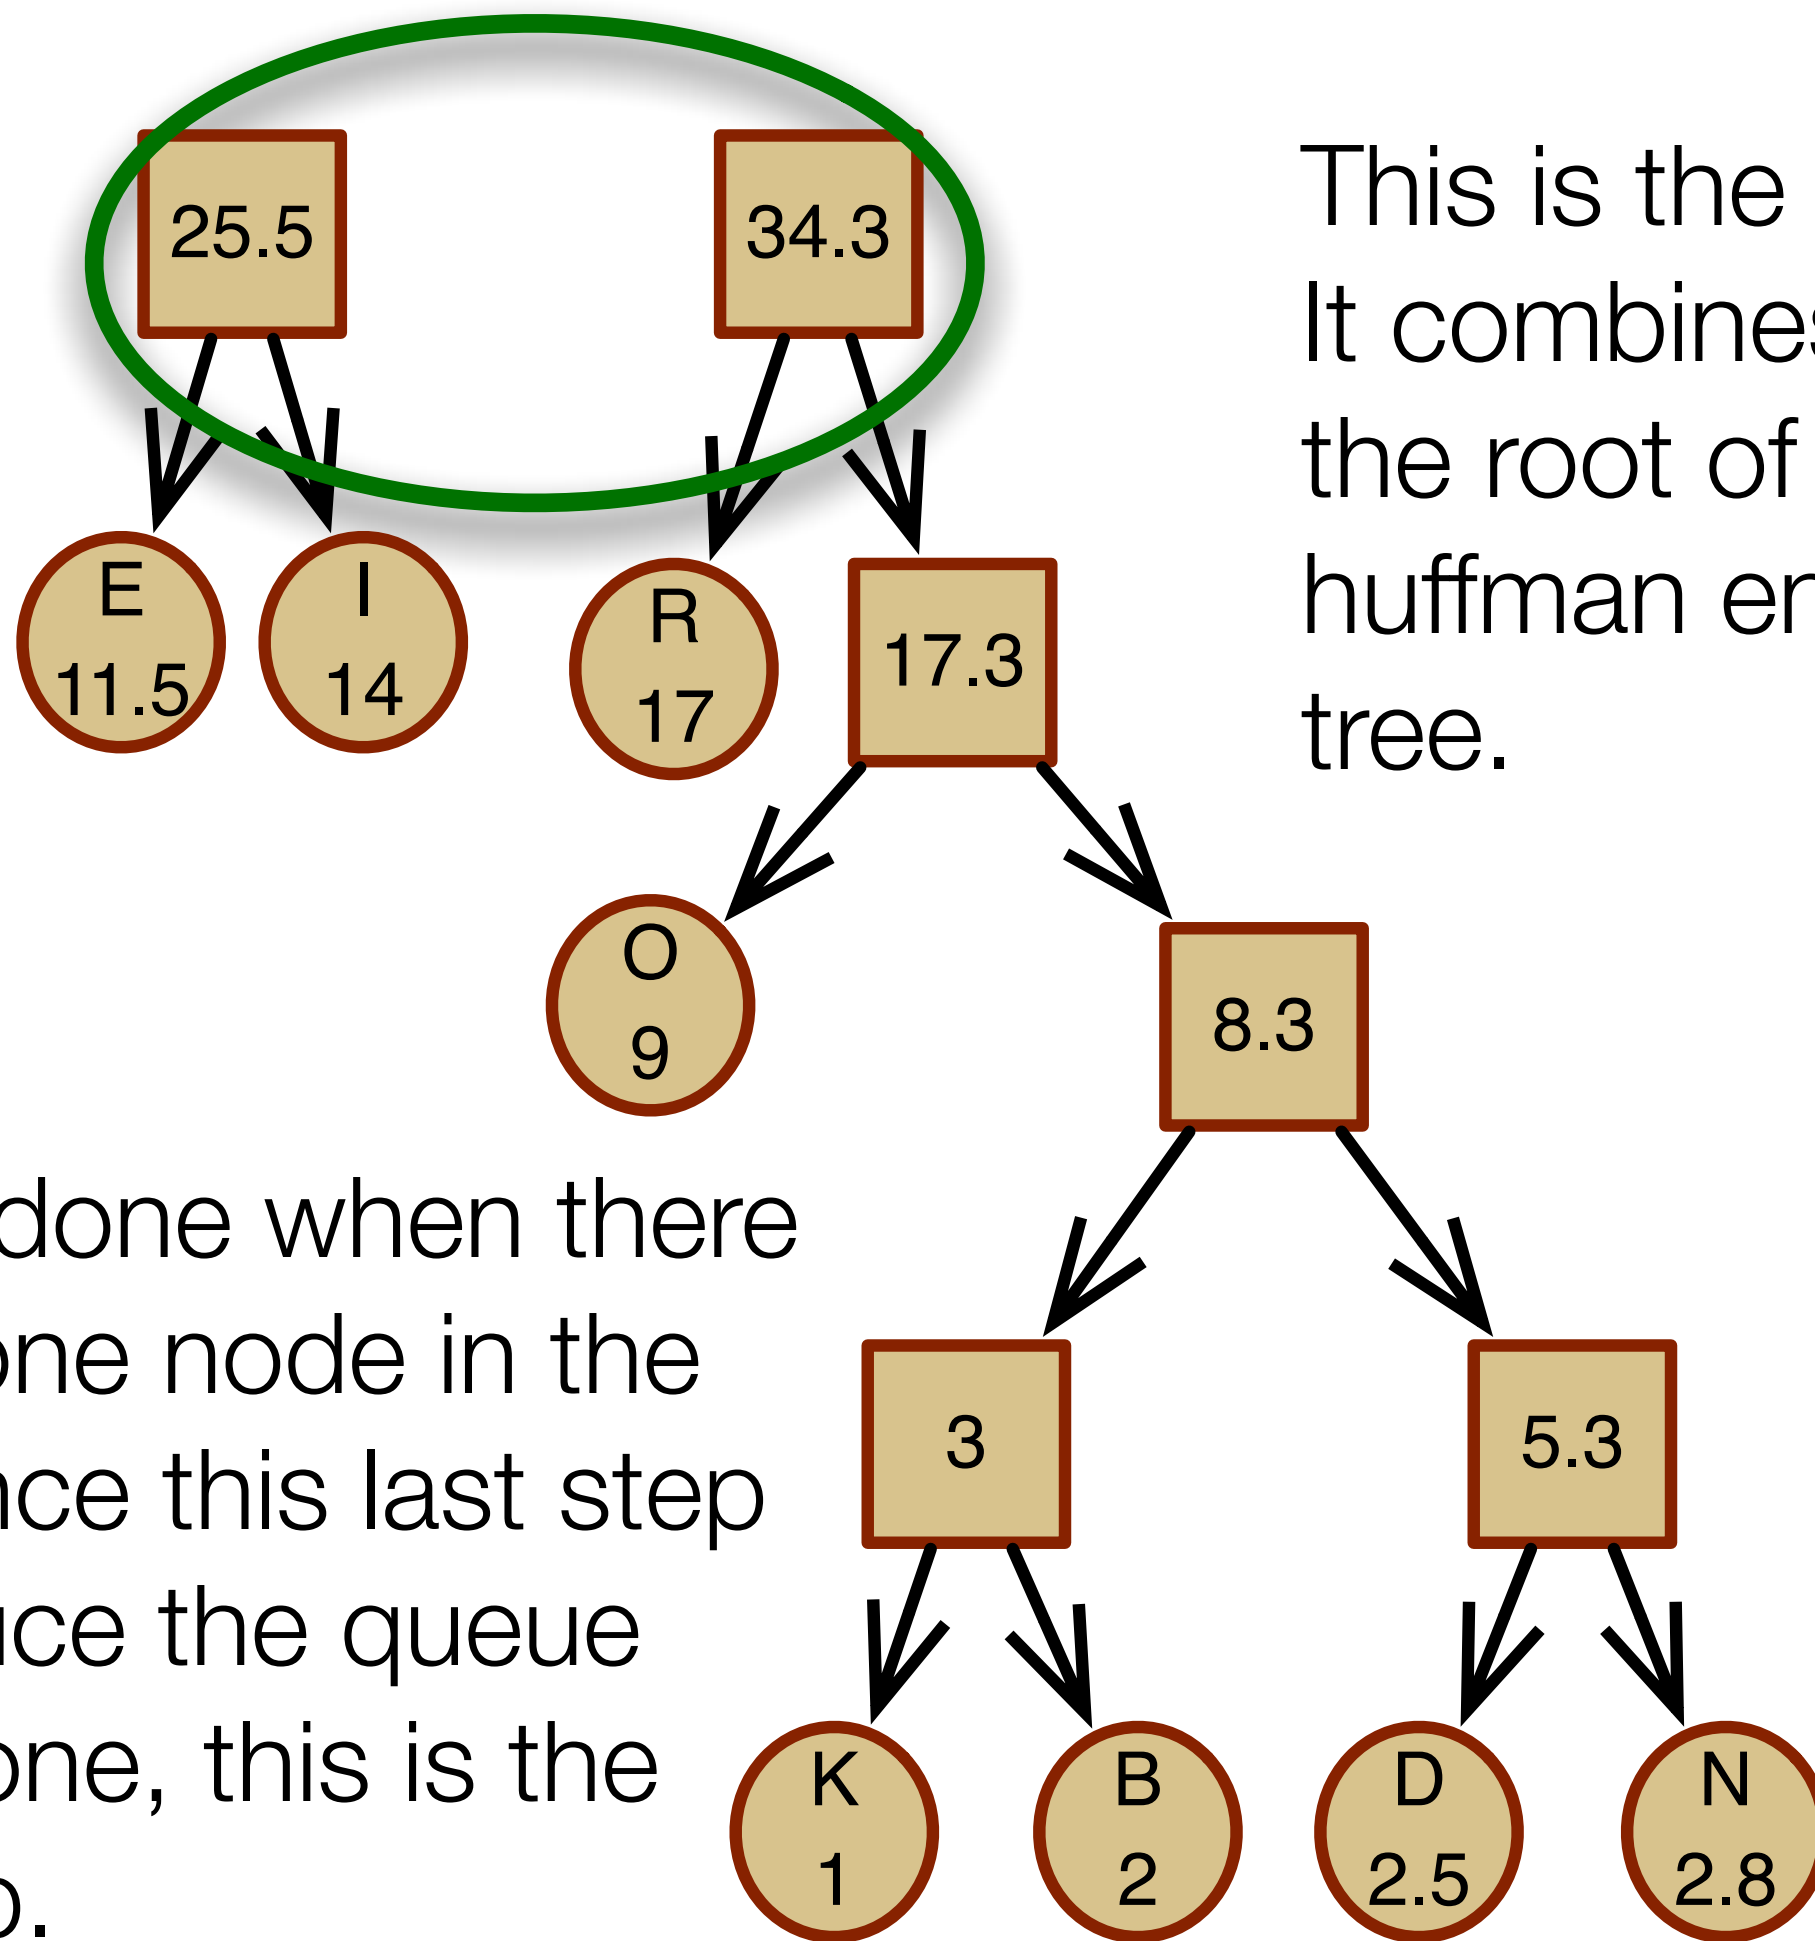 25.5 34.3
This is the
It combines
the root of
huffman en
tree.
E
11.5
I
14
R
17
17.3
O
9
8.3
done when there
one node in the
this last step
the queue
one, this is the
3
5.3
K
1
B
2
D
2.5
N
2.8